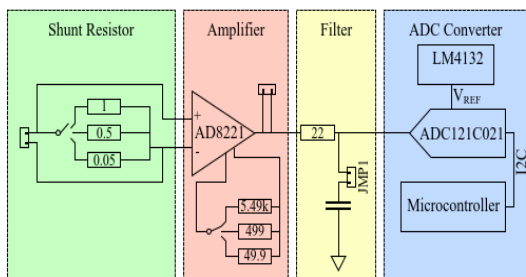 Shunt Resistor
Amplifier
Filter
ADC Converter
LM4132
1
V_REF
+
AD8221
ADC121C021
0.5
22
-
0.05
I2C
JMP1
5.49k
Microcontroller
499
49.9